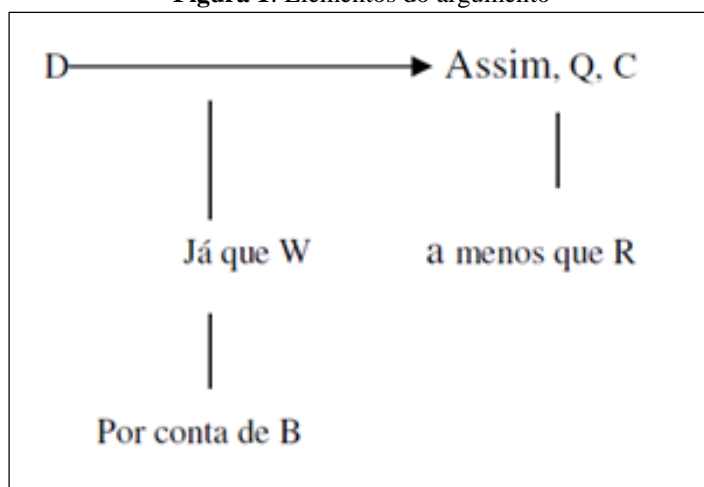 Figura 1: Elementos do argumento
D Assim, Q, C
Já que W a menos que R
Por conta de B